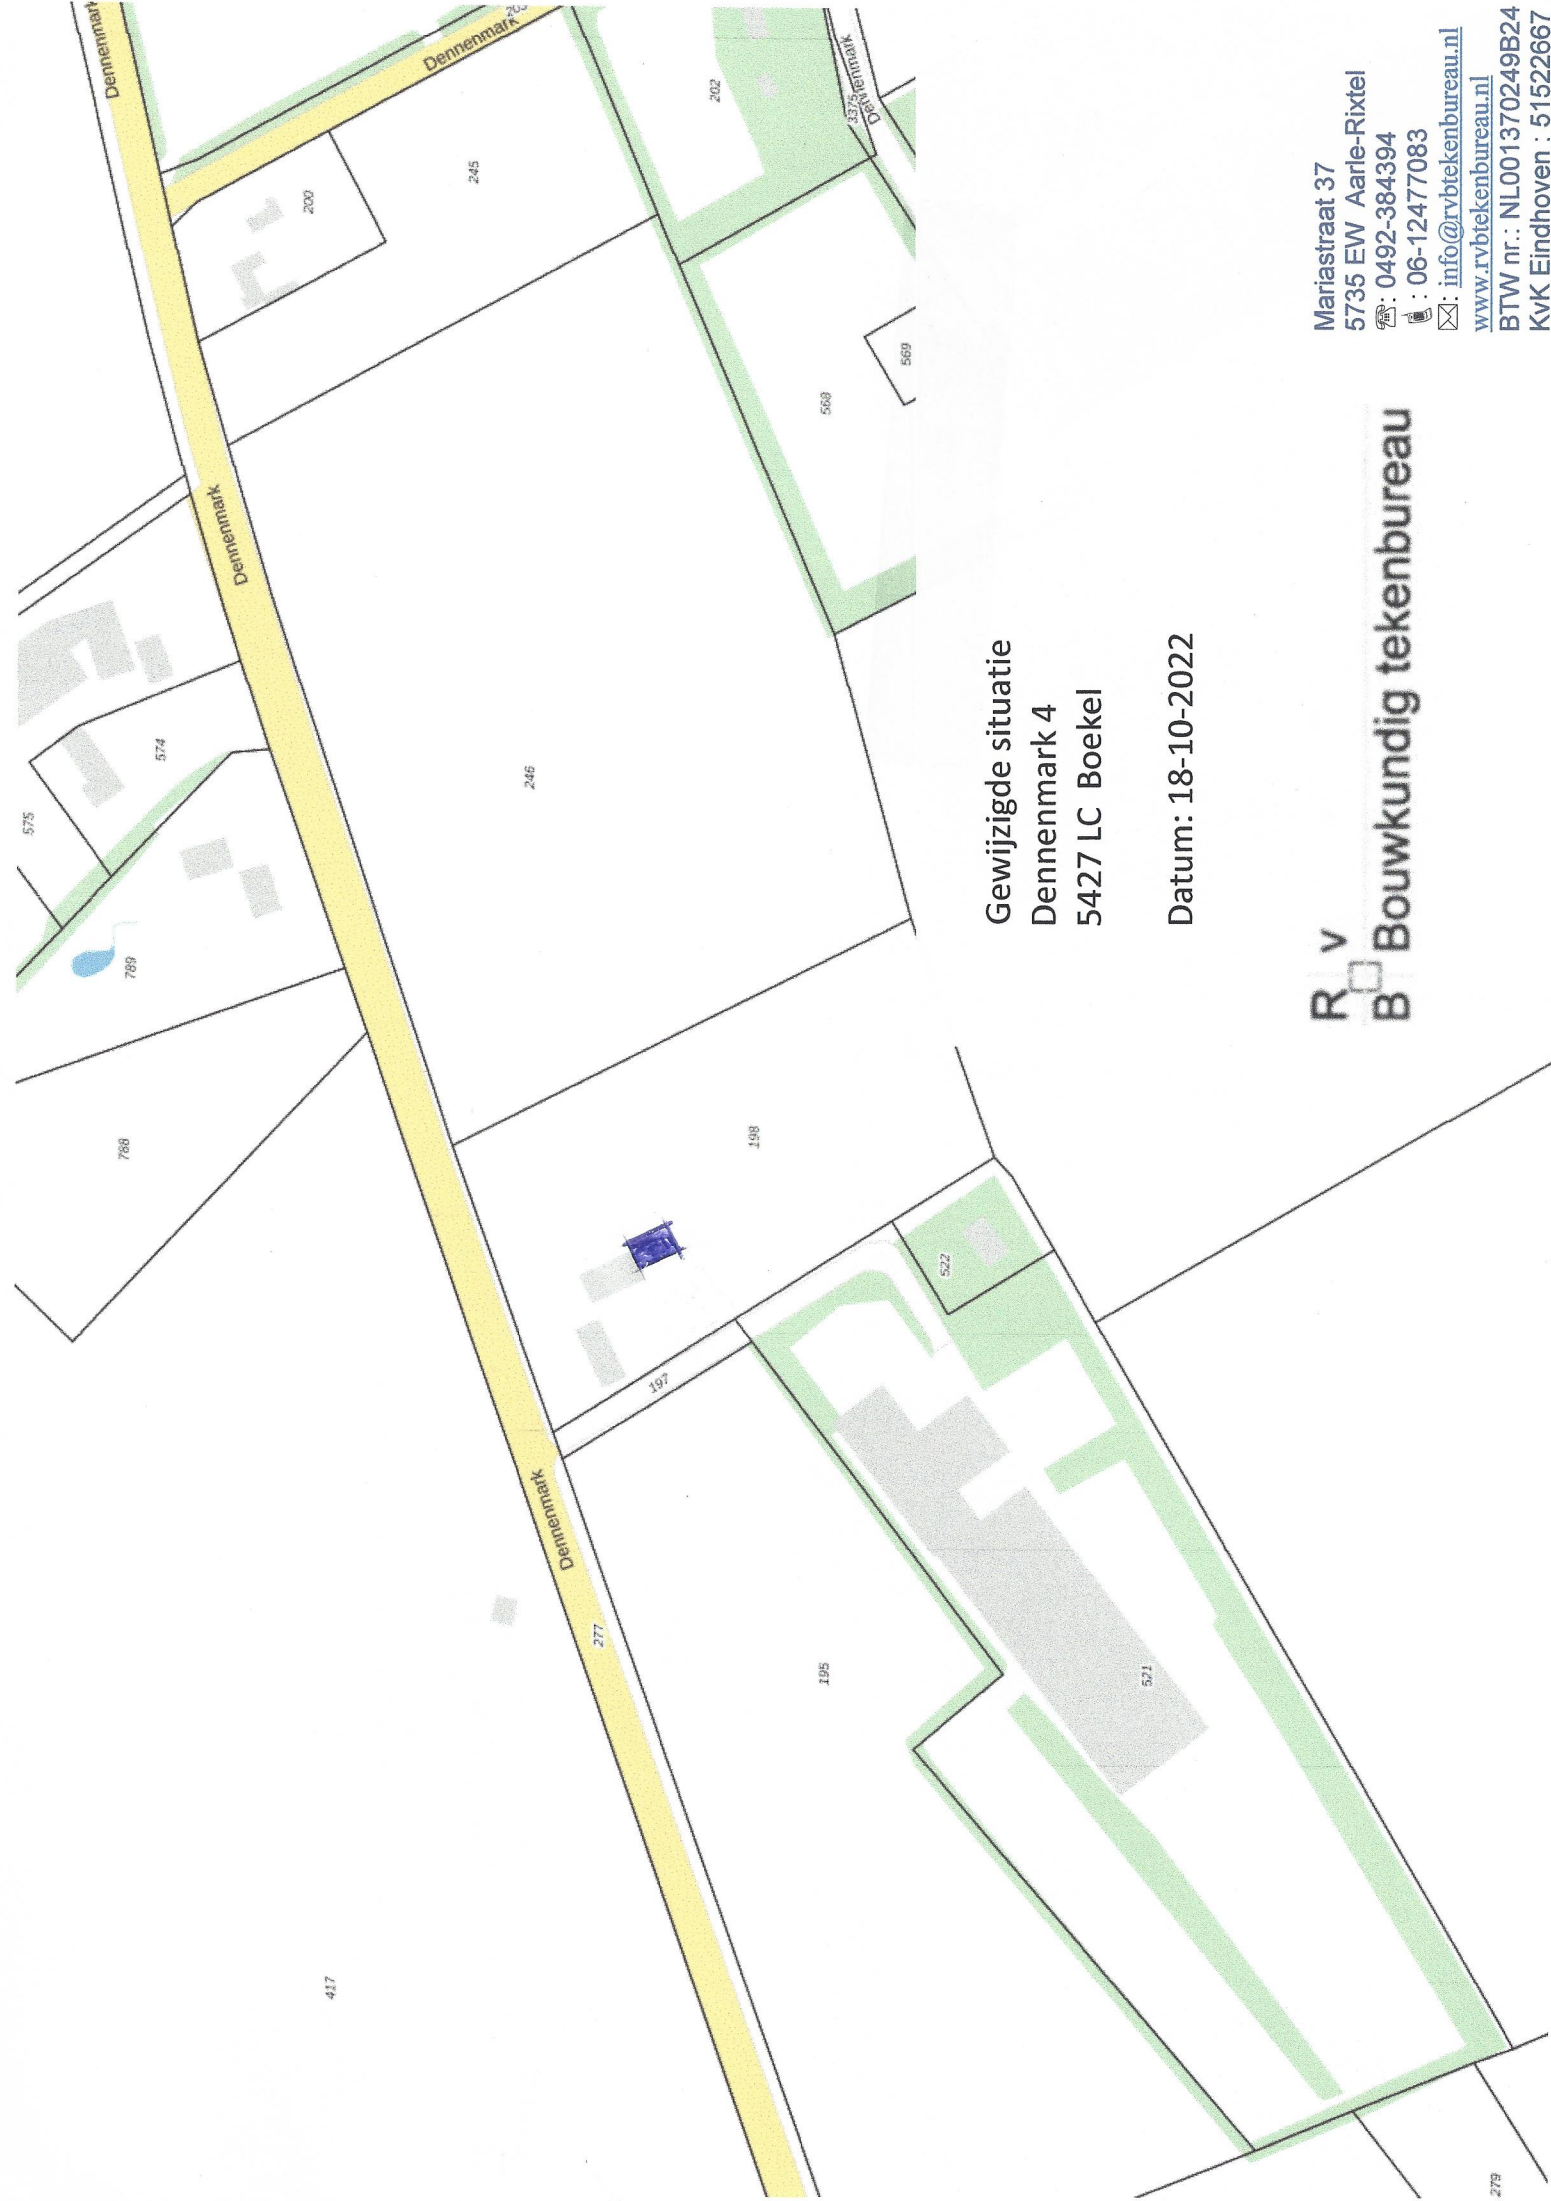 Dennenmark
Dennenmark
Dennenmark
Dennenmark
Dennenmark
200
245
202
3375
569
568
246
574
575
789
788
198
197
522
277
195
521
417
279
Gewijzigde situatie
Dennenmark 4
5427 LC Boekel
Datum: 18-10-2022
R v
B Bouwkundig tekenbureau
Mariastraat 37
5735 EW Aarle-Rixtel
☎: 0492-384394
📱: 06-12477083
✉: info@rvbtekenbureau.nl
www.rvbtekenbureau.nl
BTW nr.: NL001370249B24
KvK Eindhoven : 51522667